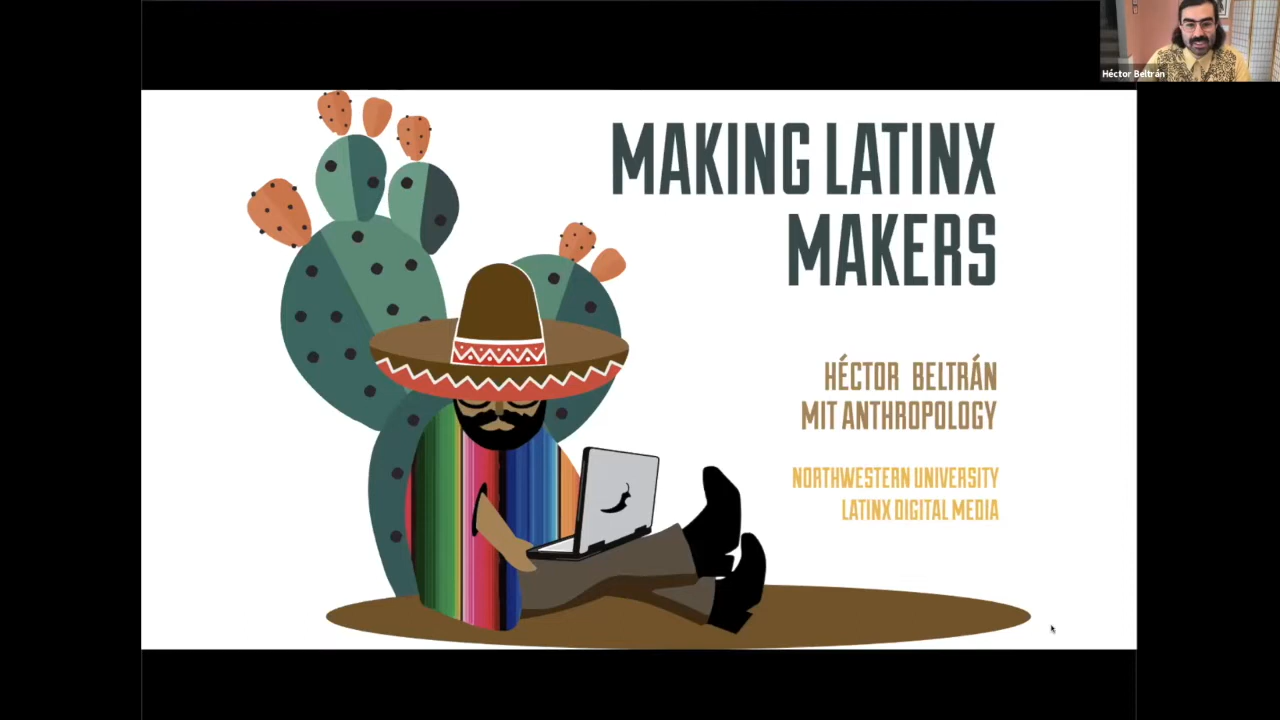 Héctor Beltrán
MAKING LATINX
MAKERS
HÉCTOR BELTRÁN
MIT ANTHROPOLOGY
NORTHWESTERN UNIVERSITY
LATINX DIGITAL MEDIA